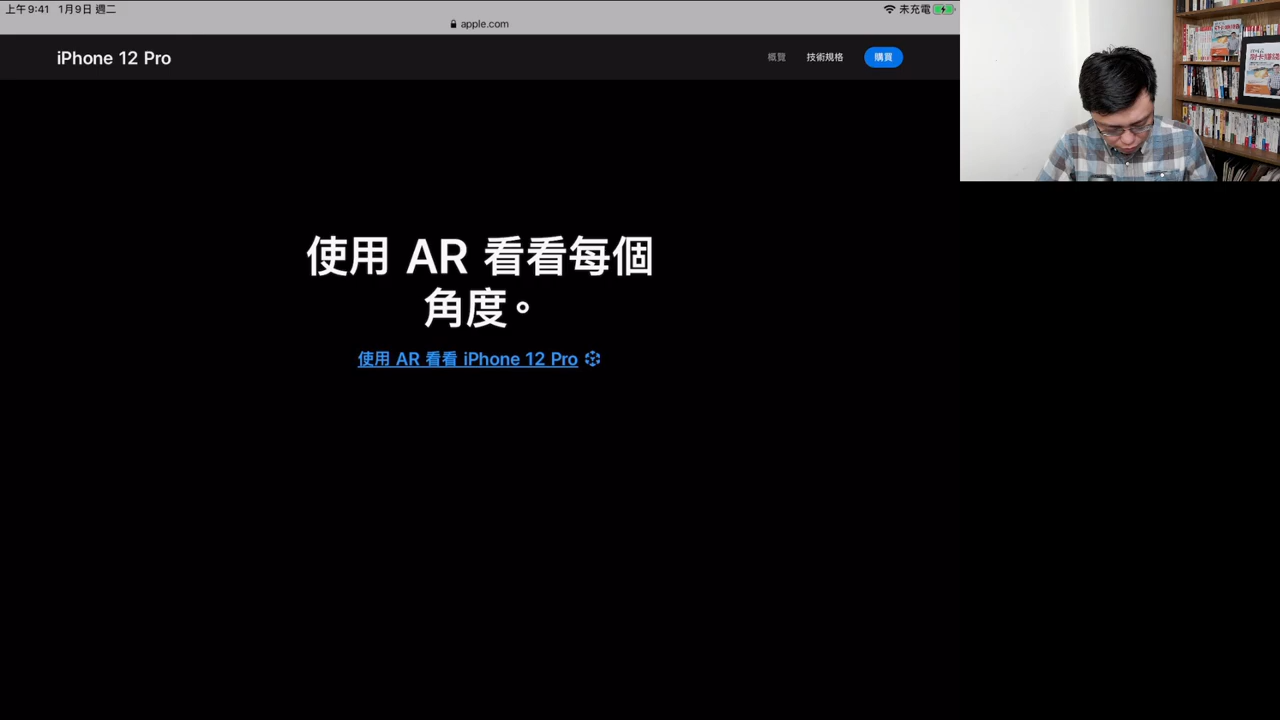 上午9:41 1月9日 週二
未充電
apple.com
iPhone 12 Pro
概覽 技術規格 購買
使用 AR 看看每個
角度。
使用 AR 看看 iPhone 12 Pro